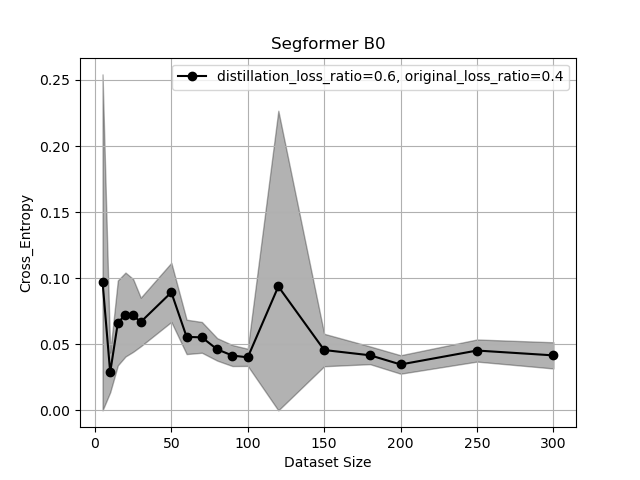 Segformer B0
distillation_loss_ratio=0.6, original_loss_ratio=0.4
0.25
0.20
0.15
0.10
0.05
0.00
Cross_Entropy
0 50 100 150 200 250 300
Dataset Size